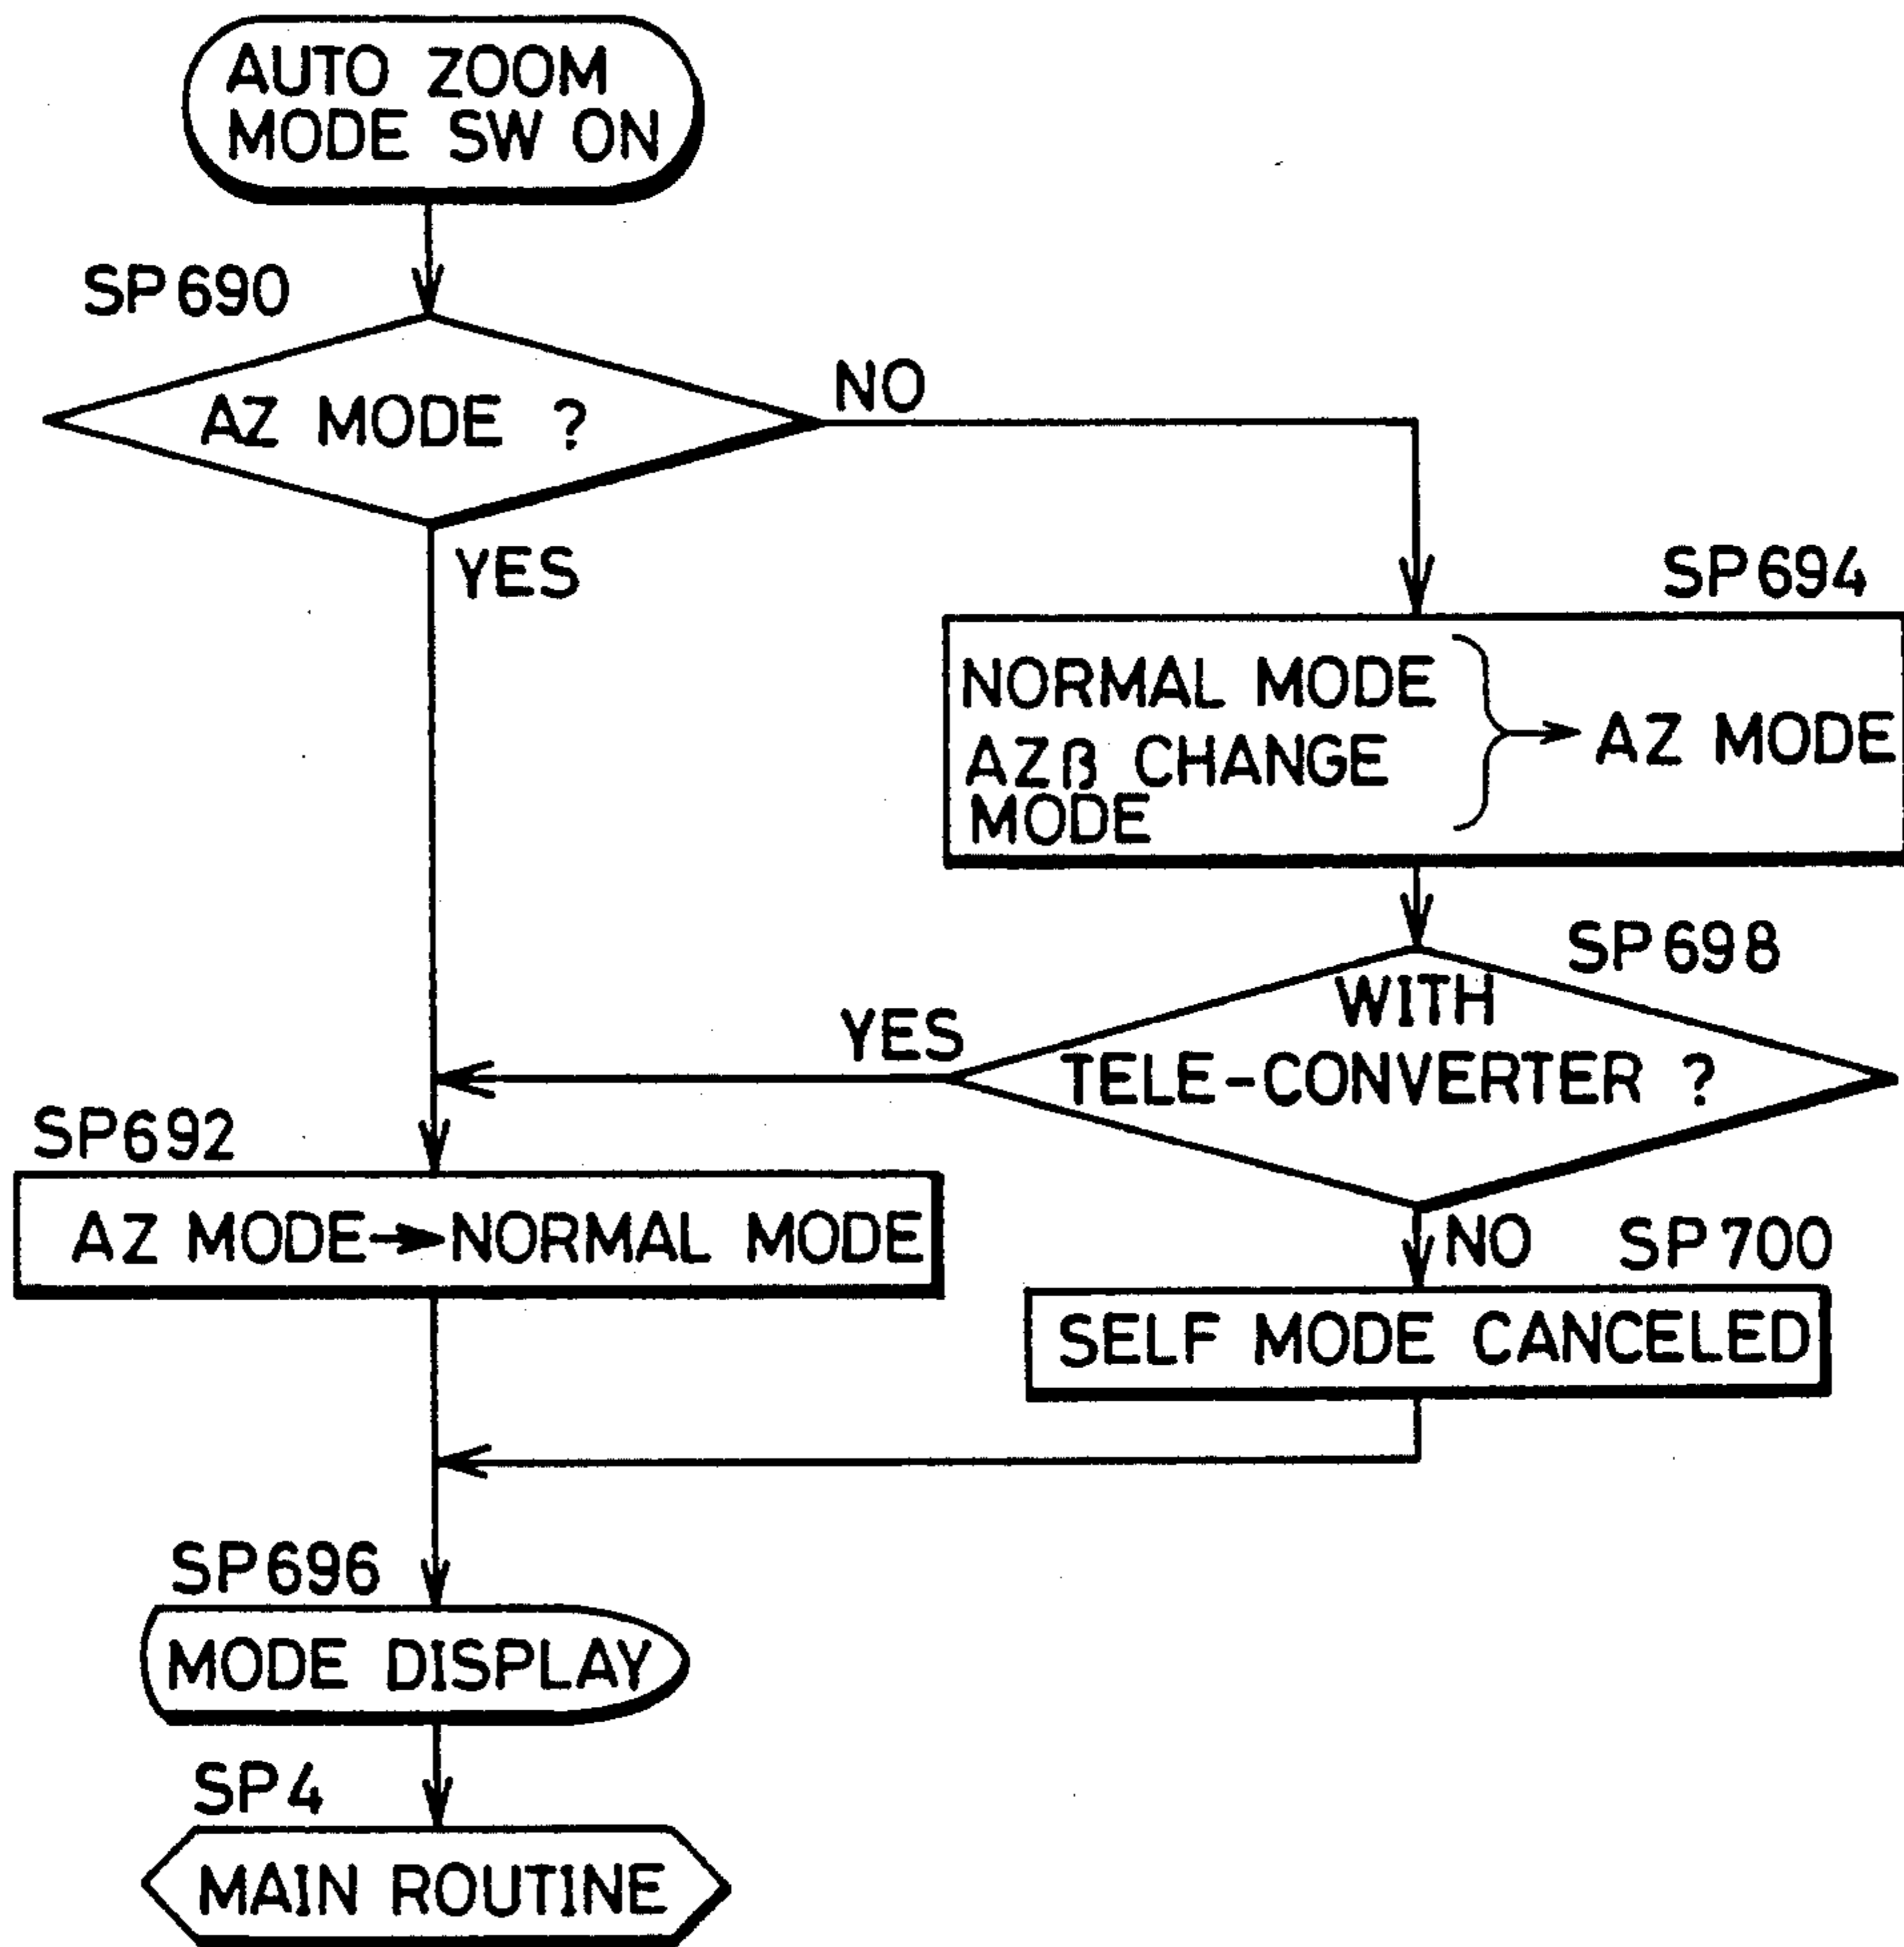 AUTO ZOOM
MODE SW ON
SP690
AZ MODE ?
NO
YES
SP694
NORMAL MODE
AZβ CHANGE
MODE
AZ MODE
SP698
WITH
TELE-CONVERTER ?
YES
SP692
AZ MODE→NORMAL MODE
NO
SP700
SELF MODE CANCELED
SP696
MODE DISPLAY
SP4
MAIN ROUTINE